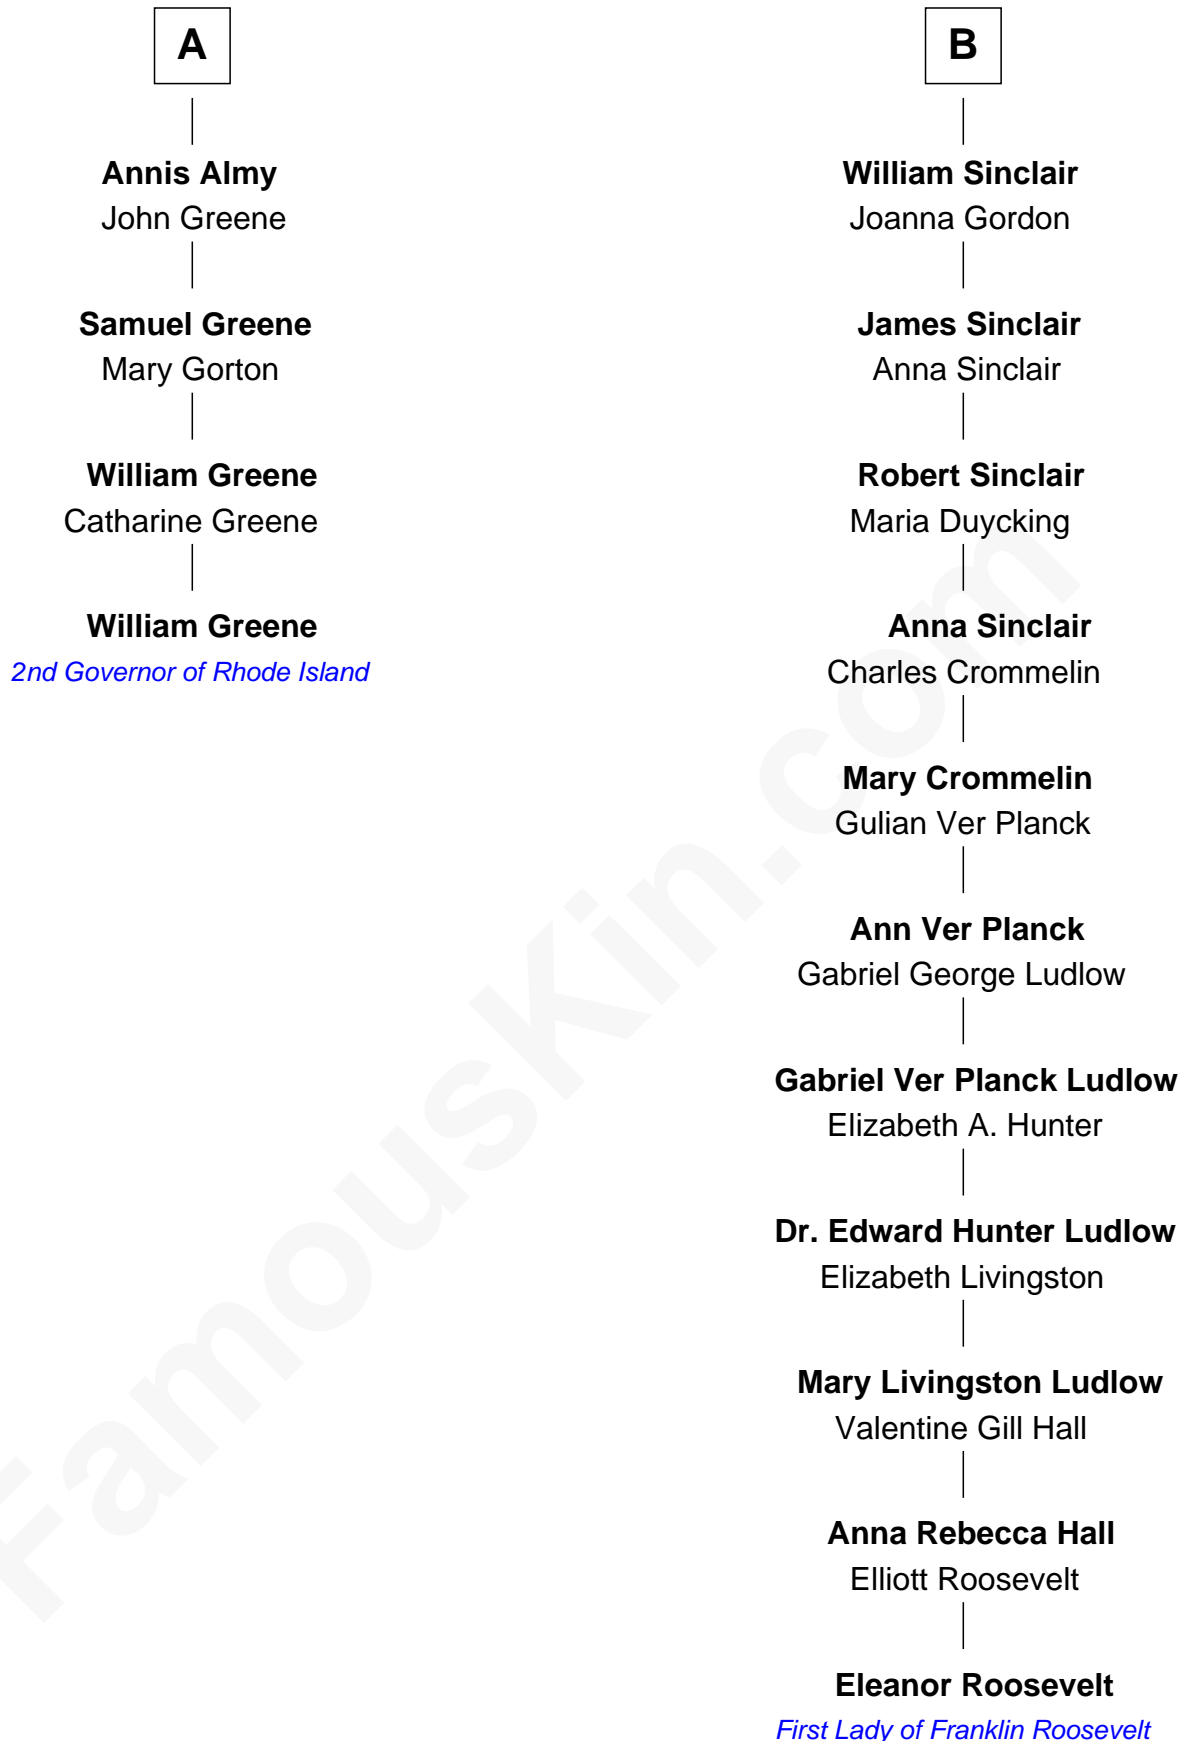 A
Annis Almy
John Greene
Samuel Greene
Mary Gorton
William Greene
Catharine Greene
William Greene
2nd Governor of Rhode Island
B
William Sinclair
Joanna Gordon
James Sinclair
Anna Sinclair
Robert Sinclair
Maria Duycking
Anna Sinclair
Charles Crommelin
Mary Crommelin
Gulian Ver Planck
Ann Ver Planck
Gabriel George Ludlow
Gabriel Ver Planck Ludlow
Elizabeth A. Hunter
Dr. Edward Hunter Ludlow
Elizabeth Livingston
Mary Livingston Ludlow
Valentine Gill Hall
Anna Rebecca Hall
Elliott Roosevelt
Eleanor Roosevelt
First Lady of Franklin Roosevelt
FamousKin.com